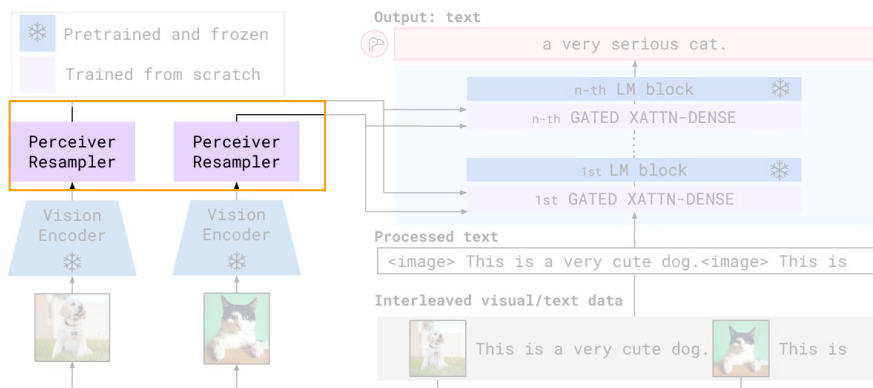 Output: text
Pretrained and frozen
a very serious cat.
Trained from scratch
n-th LM block
n-th GATED XATTN-DENSE
Perceiver
Resampler
Perceiver
Resampler
1st LM block
1st GATED XATTN-DENSE
Vision
Encoder
Vision
Encoder
Processed text
<image> This is a very cute dog.<image> This is
Interleaved visual/text data
This is a very cute dog.
This is